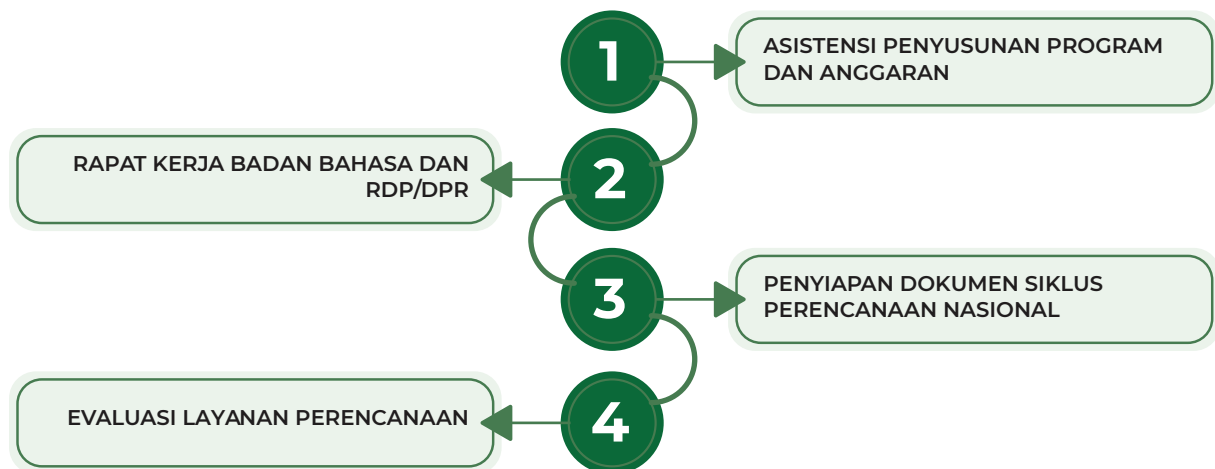 1
ASISTENSI PENYUSUNAN PROGRAM
DAN ANGGARAN
2
RAPAT KERJA BADAN BAHASA DAN
RDP/DPR
3
PENYIAPAN DOKUMEN SIKLUS
PERENCANAAN NASIONAL
4
EVALUASI LAYANAN PERENCANAAN